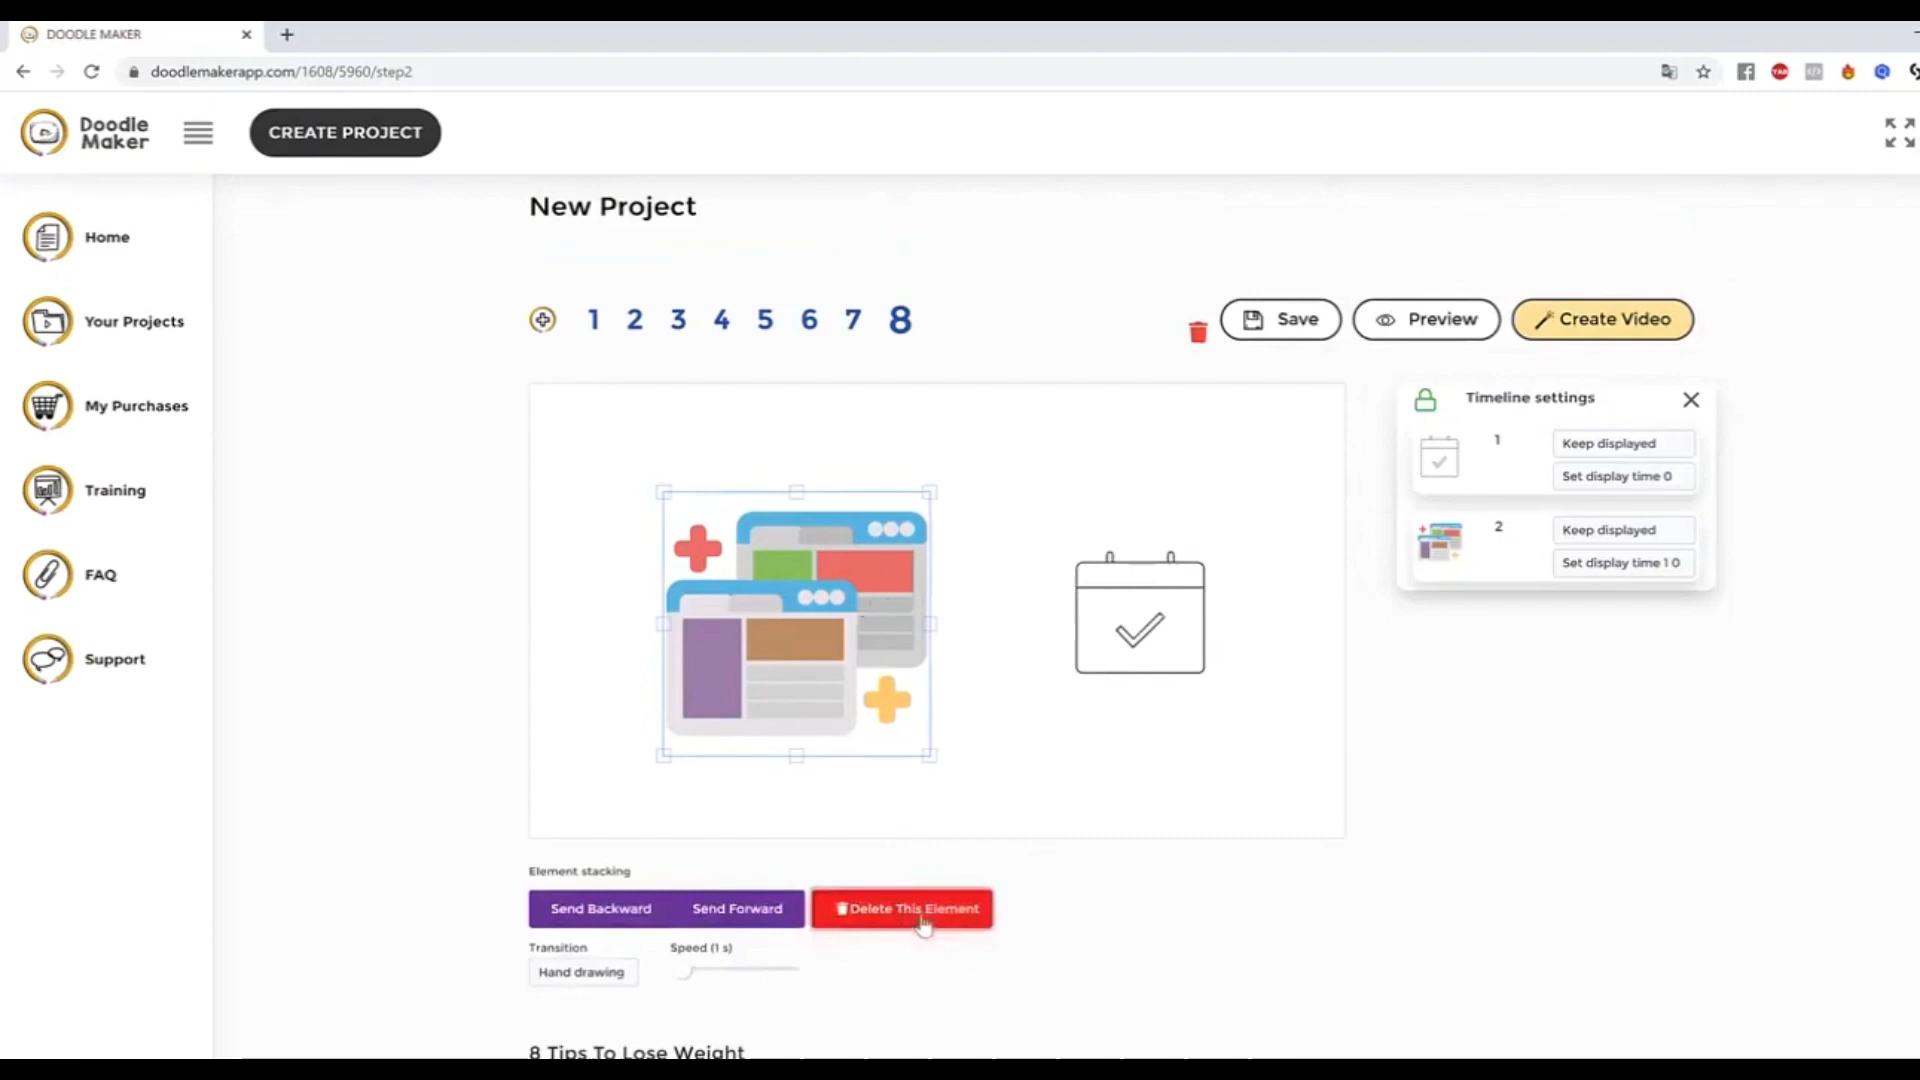 DOODLE MAKER
doodlemakerapp.com/1608/5960/step2
Doodle
Maker
CREATE PROJECT
Home
Your Projects
My Purchases
Training
FAQ
Support
New Project
1 2 3 4 5 6 7 8
Save
Preview
Create Video
Timeline settings
1
Keep displayed
Set display time 0
2
Keep displayed
Set display time 1 0
Element stacking
Send Backward
Send Forward
Delete This Element
Transition
Speed (1 s)
Hand drawing
8 Tips To Lose Weight